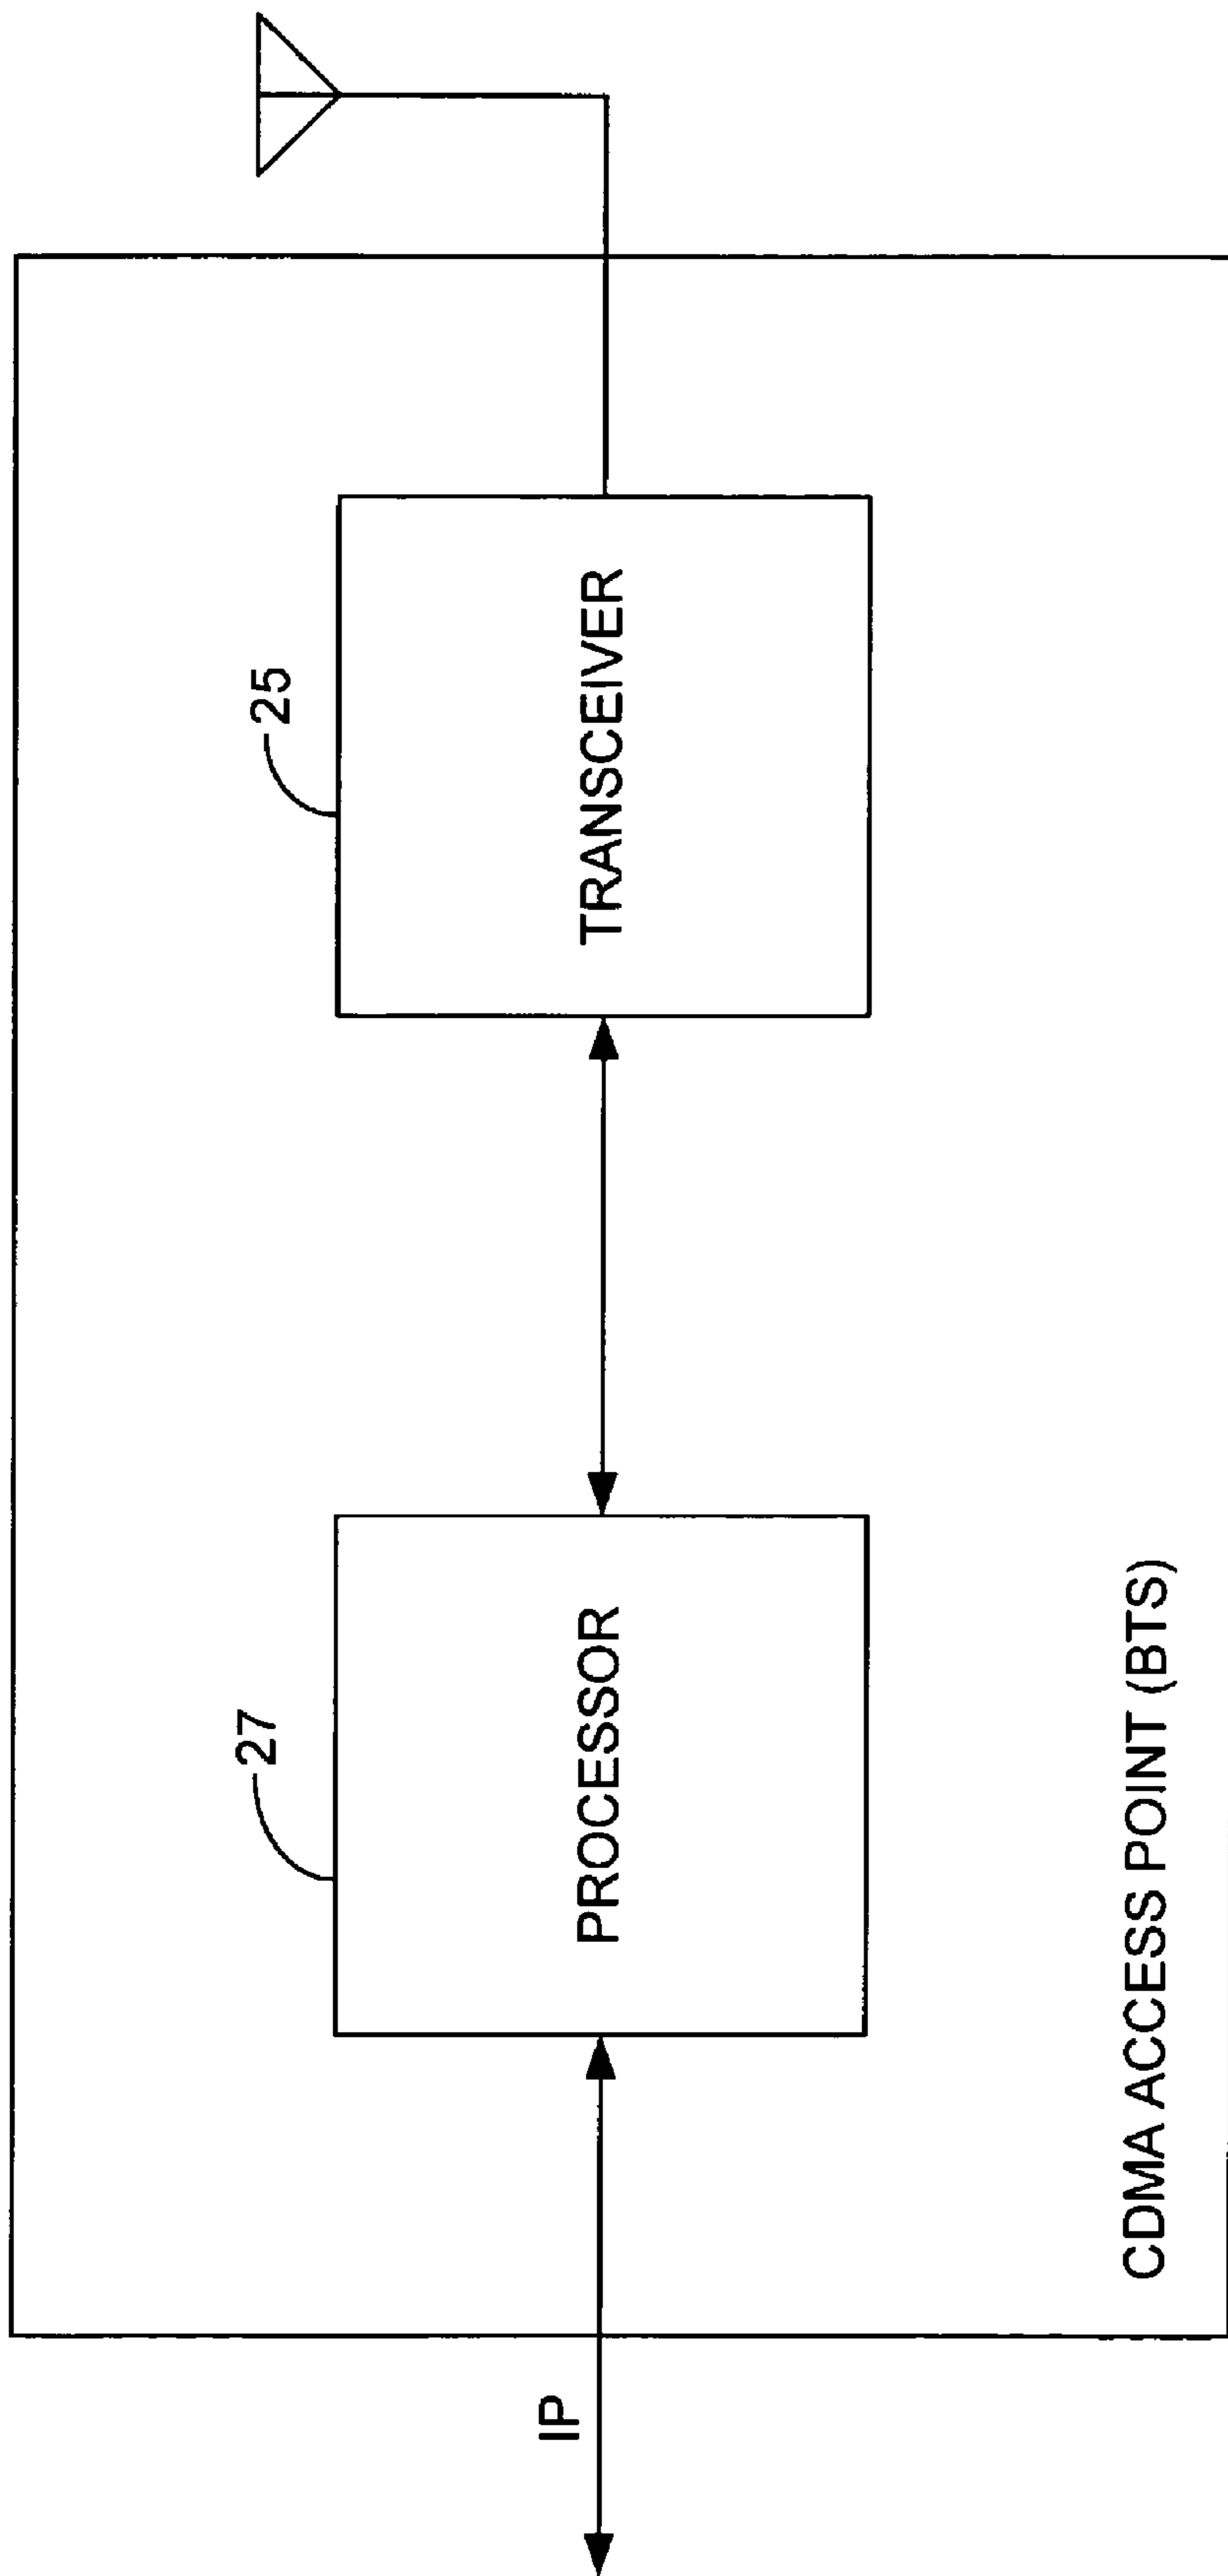 27
25
IP
PROCESSOR
TRANSCEIVER
CDMA ACCESS POINT (BTS)